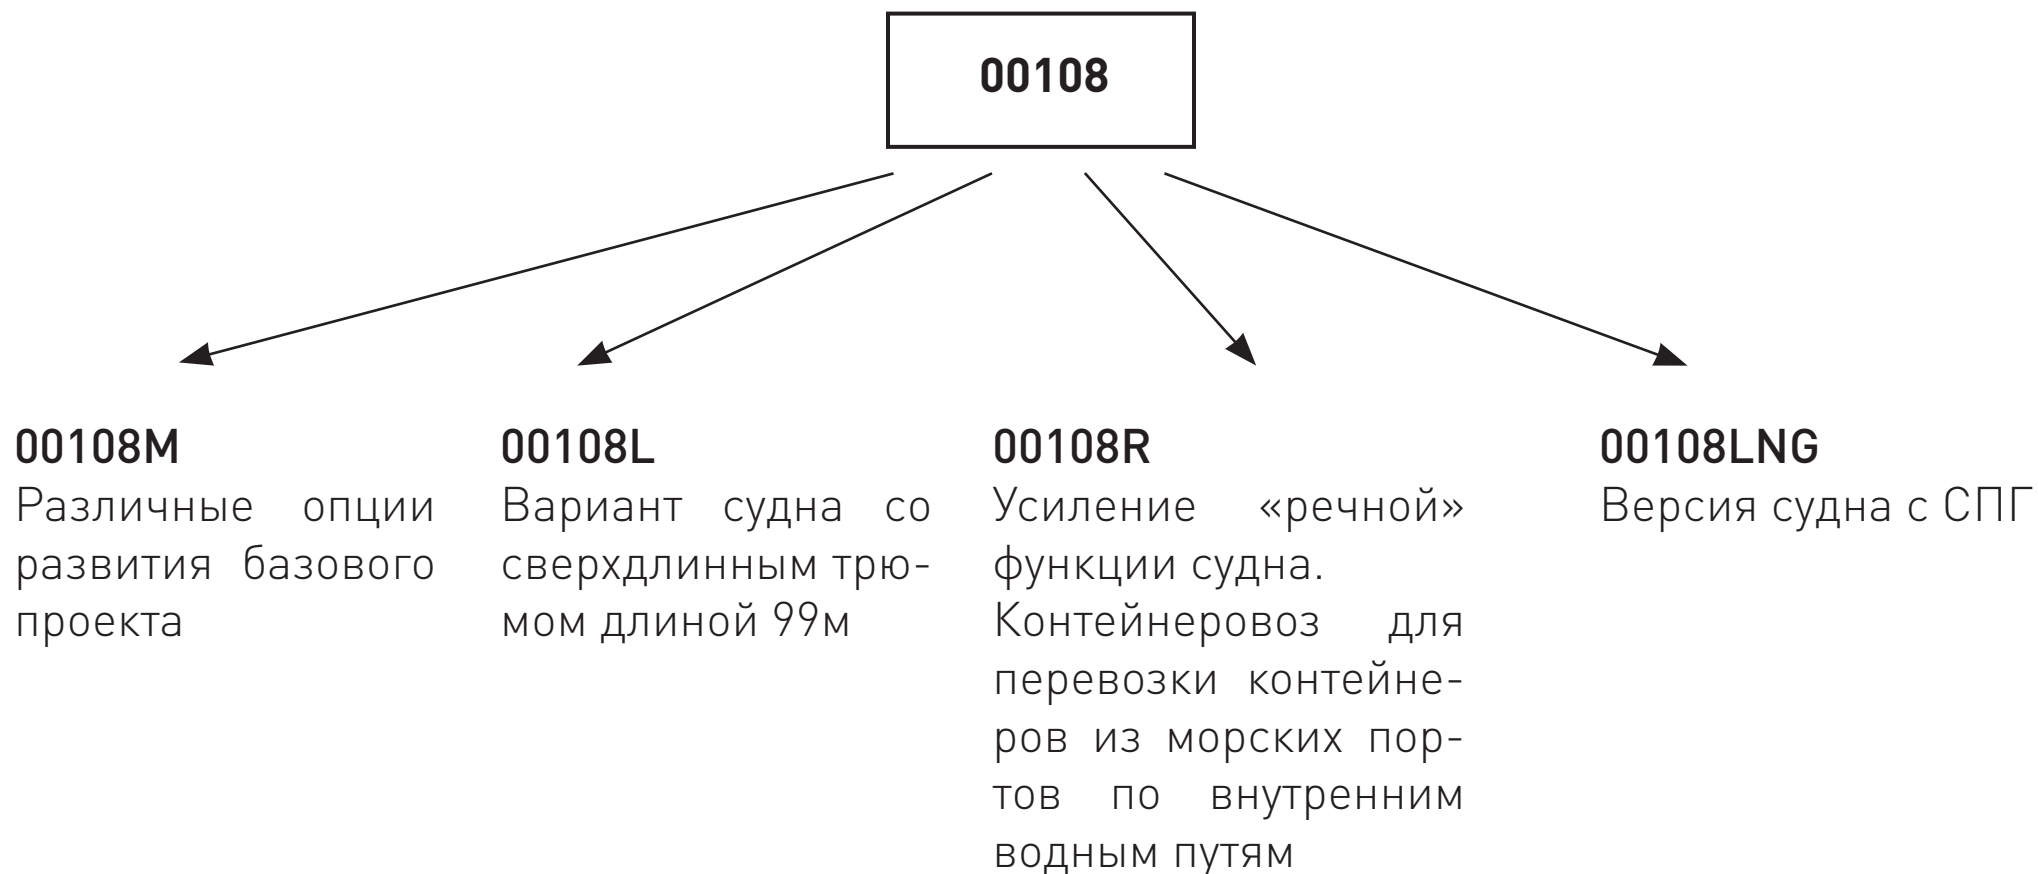 00108
00108M
Различные опции
развития базового
проекта
00108L
Вариант судна со
сверхдлинным трю-
мом длиной 99м
00108R
Усиление «речной»
функции судна.
Контейнеровоз для
перевозки контейне-
ров из морских пор-
тов по внутренним
водным путям
00108LNG
Версия судна с СПГ